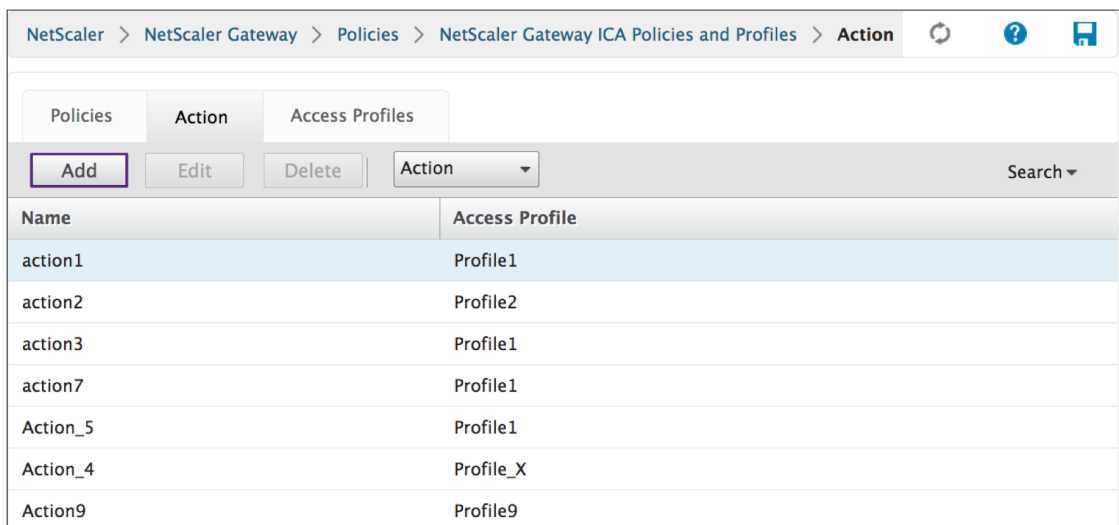 NetScaler > NetScaler Gateway > Policies > NetScaler Gateway ICA Policies and Profiles > Action ?
Policies Action Access Profiles
Add Edit Delete Action Search
Name Access Profile
action1 Profile1
action2 Profile2
action3 Profile1
action7 Profile1
Action_5 Profile1
Action_4 Profile_X
Action9 Profile9